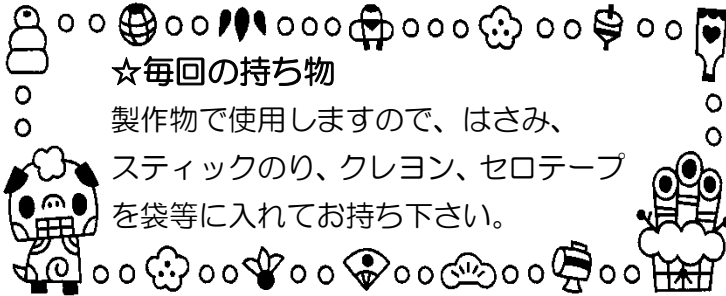 ☆毎回の持ち物
製作物で使用しますので、はさみ、
スティックのり、クレヨン、セロテープ
を袋等に入れてお持ち下さい。